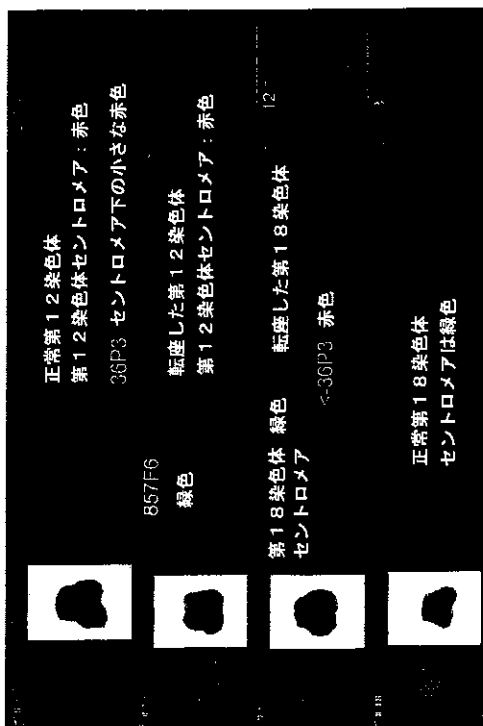 正常第12染色体
第12染色体セントロメア:赤色
36P3 セントロメア下の小さな赤色
857F6
緑色
転座した第12染色体
第12染色体セントロメア:赤色
第18染色体 緑色
セントロメア
転座した第18染色体
<-36P3 赤色
12
正常第18染色体
セントロメアは緑色